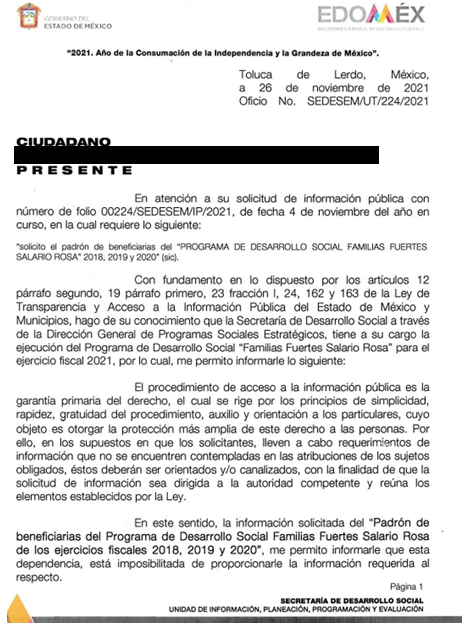 GOBIERNO DEL
ESTADO DE MÉXICO
EDOMÉX
DECISIONES FIRMES, RESULTADOS FUERTES.
"2021. Año de la Consumación de la Independencia y la Grandeza de México".
Toluca de Lerdo, México,
a 26 de noviembre de 2021
Oficio No. SEDESEM/UT/224/2021
CIUDADANO
P R E S E N T E
En atención a su solicitud de información pública con
número de folio 00224/SEDESEM/IP/2021, de fecha 4 de noviembre del año en
curso, en la cual requiere lo siguiente:
"solicito el padrón de beneficiarias del "PROGRAMA DE DESARROLLO SOCIAL FAMILIAS FUERTES
SALARIO ROSA" 2018, 2019 y 2020" (sic).
Con fundamento en lo dispuesto por los artículos 12
párrafo segundo, 19 párrafo primero, 23 fracción I, 24, 162 y 163 de la Ley de
Transparencia y Acceso a la Información Pública del Estado de México y
Municipios, hago de su conocimiento que la Secretaría de Desarrollo Social a través
de la Dirección General de Programas Sociales Estratégicos, tiene a su cargo la
ejecución del Programa de Desarrollo Social "Familias Fuertes Salario Rosa" para el
ejercicio fiscal 2021, por lo cual, me permito informarle lo siguiente:
El procedimiento de acceso a la información pública es la
garantía primaria del derecho, el cual se rige por los principios de simplicidad,
rapidez, gratuidad del procedimiento, auxilio y orientación a los particulares, cuyo
objeto es otorgar la protección más amplia de este derecho a las personas. Por
ello, en los supuestos en que los solicitantes, lleven a cabo requerimientos de
información que no se encuentren contempladas en las atribuciones de los sujetos
obligados, éstos deberán ser orientados y/o canalizados, con la finalidad de que la
solicitud de información sea dirigida a la autoridad competente y reúna los
elementos establecidos por la Ley.
En este sentido, la información solicitada del "Padrón de
beneficiarias del Programa de Desarrollo Social Familias Fuertes Salario Rosa
de los ejercicios fiscales 2018, 2019 y 2020", me permito informarle que esta
dependencia, está imposibilitada de proporcionarle la información requerida al
respecto.
Página 1
SECRETARÍA DE DESARROLLO SOCIAL
UNIDAD DE INFORMACIÓN, PLANEACIÓN, PROGRAMACIÓN Y EVALUACIÓN